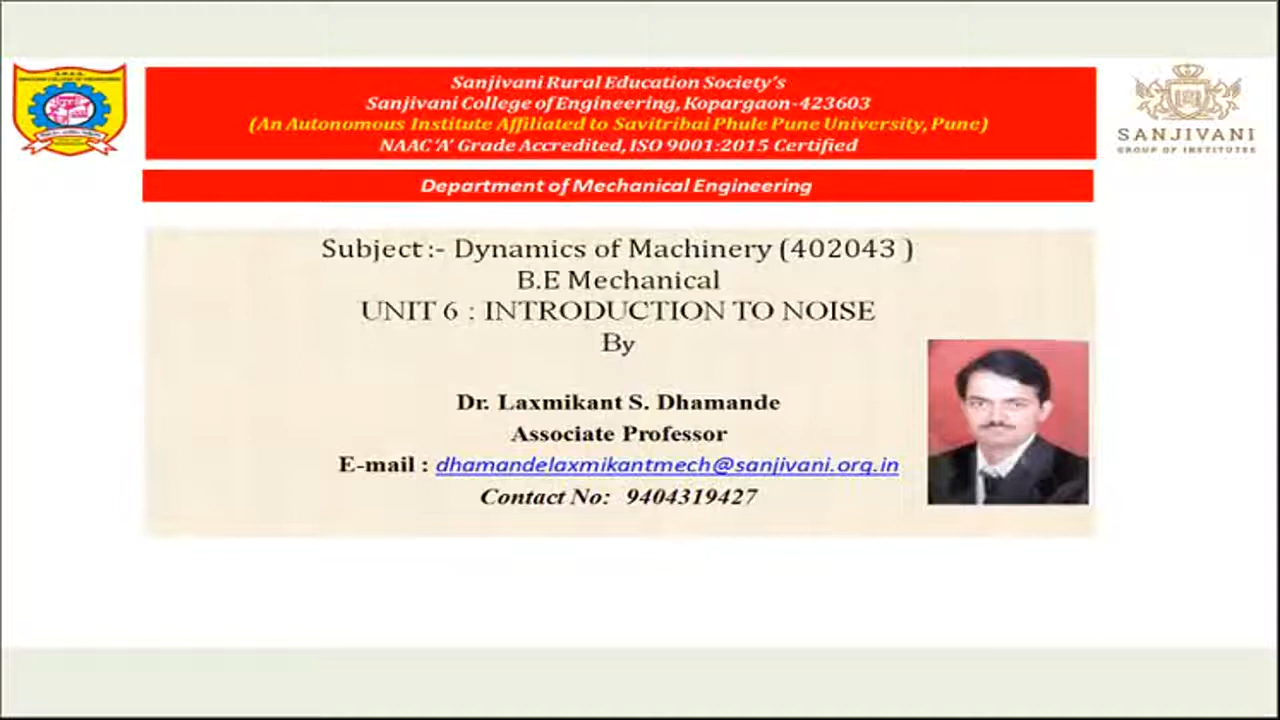 Sanjivani Rural Education Society's
Sanjivani College of Engineering, Kopargaon-423603
(An Autonomous Institute Affiliated to Savitribai Phule Pune University, Pune)
NAAC 'A' Grade Accredited, ISO 9001:2015 Certified
SANJIVANI
GROUP OF INSTITUTES
Department of Mechanical Engineering
Subject :- Dynamics of Machinery (402043 )
B.E Mechanical
UNIT 6 : INTRODUCTION TO NOISE
By
Dr. Laxmikant S. Dhamande
Associate Professor
E-mail : dhamandelaxmikantmech@sanjivani.org.in
Contact No: 9404319427